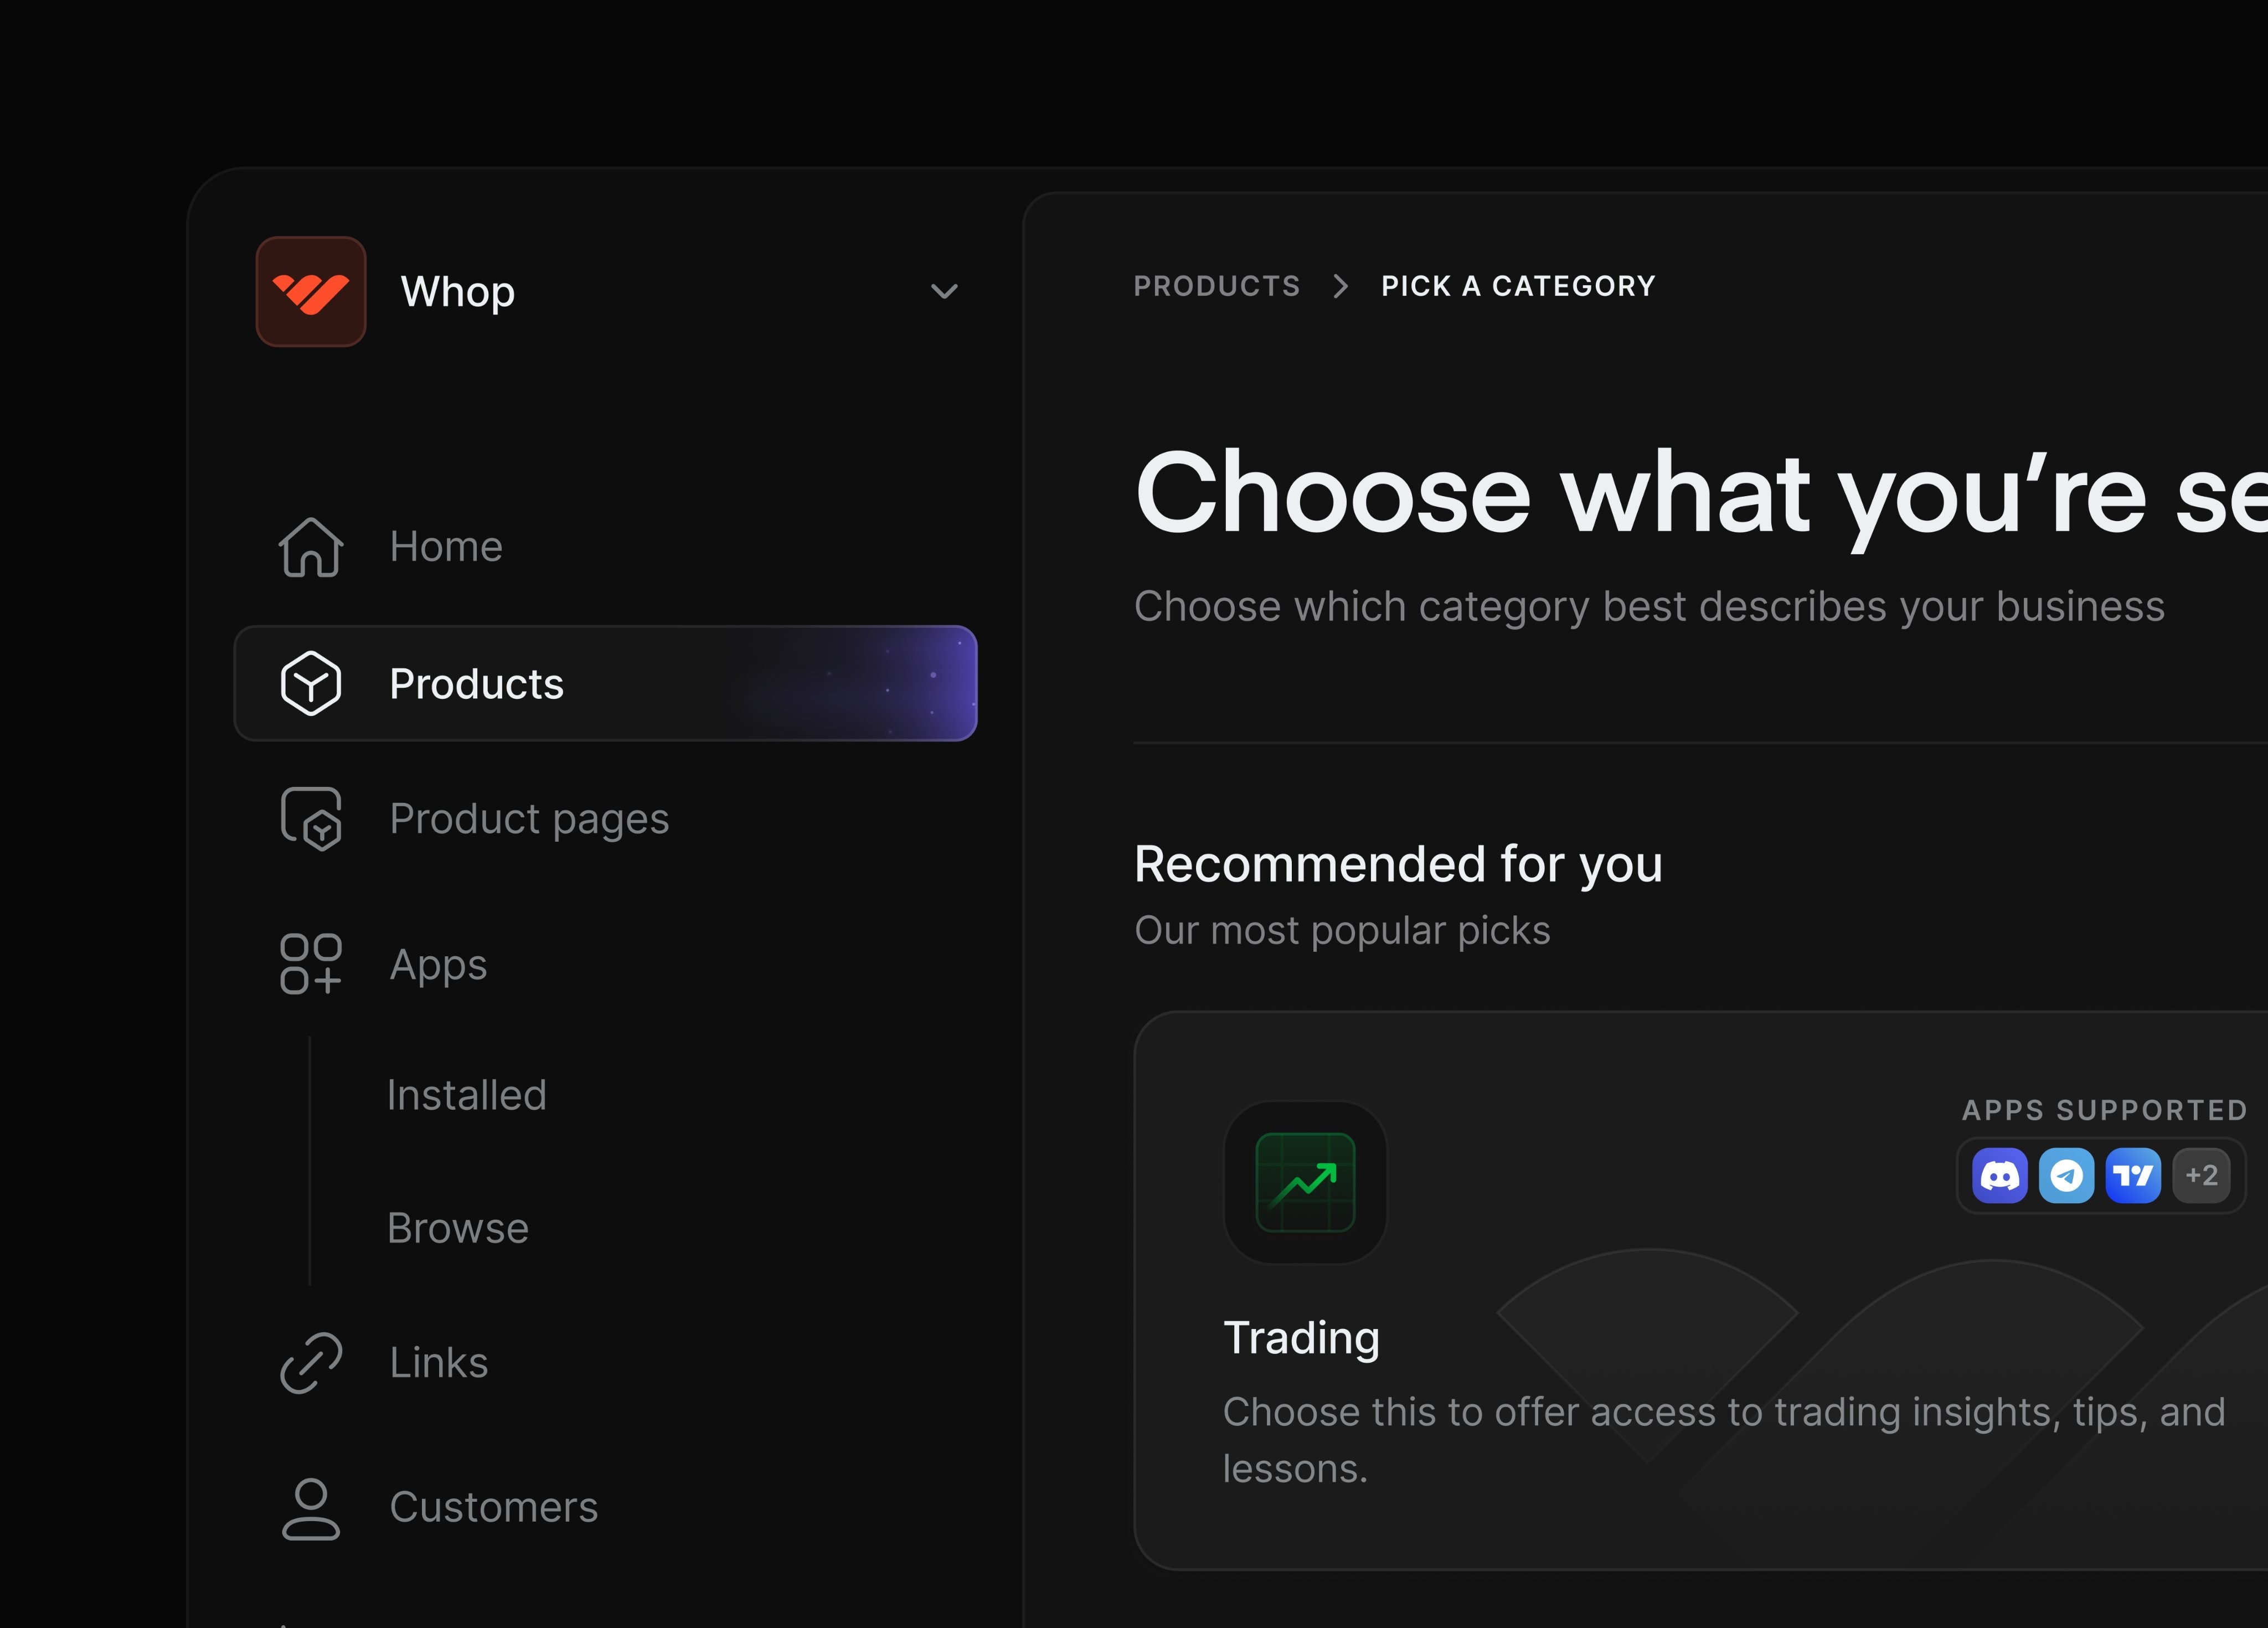 Whop
Home
Products
Product pages
Apps
Installed
Browse
Links
Customers
PRODUCTS > PICK A CATEGORY
Choose what you’re se
Choose which category best describes your business
Recommended for you
Our most popular picks
APPS SUPPORTED
+2
Trading
Choose this to offer access to trading insights, tips, and
lessons.